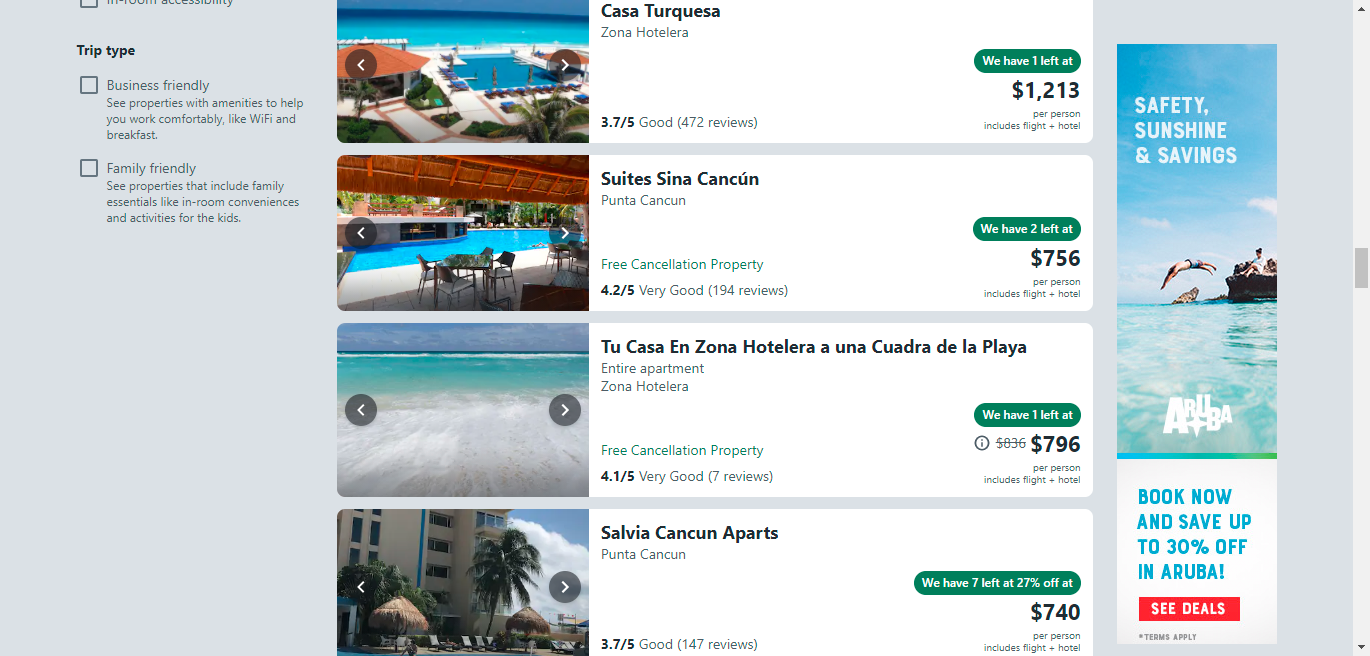 In-room accessibility
Trip type
Business friendly
See properties with amenities to help
you work comfortably, like WiFi and
breakfast.
Family friendly
See properties that include family
essentials like in-room conveniences
and activities for the kids.
Casa Turquesa
Zona Hotelera
We have 1 left at
$1,213
per person
includes flight + hotel
3.7/5 Good (472 reviews)
Suites Sina Cancún
Punta Cancun
We have 2 left at
$756
Free Cancellation Property
per person
includes flight + hotel
4.2/5 Very Good (194 reviews)
Tu Casa En Zona Hotelera a una Cuadra de la Playa
Entire apartment
Zona Hotelera
We have 1 left at
$836 $796
Free Cancellation Property
per person
includes flight + hotel
4.1/5 Very Good (7 reviews)
Salvia Cancun Aparts
Punta Cancun
We have 7 left at 27% off at
$740
per person
includes flight + hotel
3.7/5 Good (147 reviews)
SAFETY,
SUNSHINE
& SAVINGS
ARUBA
BOOK NOW
AND SAVE UP
TO 30% OFF
IN ARUBA!
SEE DEALS
*TERMS APPLY